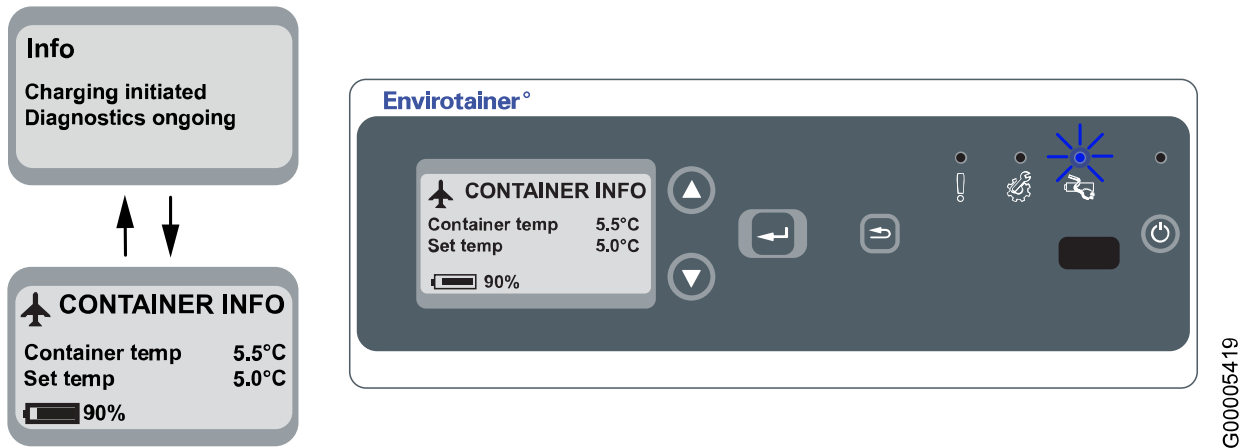 Info
Charging initiated
Diagnostics ongoing
CONTAINER INFO
Container temp 5.5°C
Set temp 5.0°C
90%
Envirotainer°
CONTAINER INFO
Container temp 5.5°C
Set temp 5.0°C
90%
G00005419